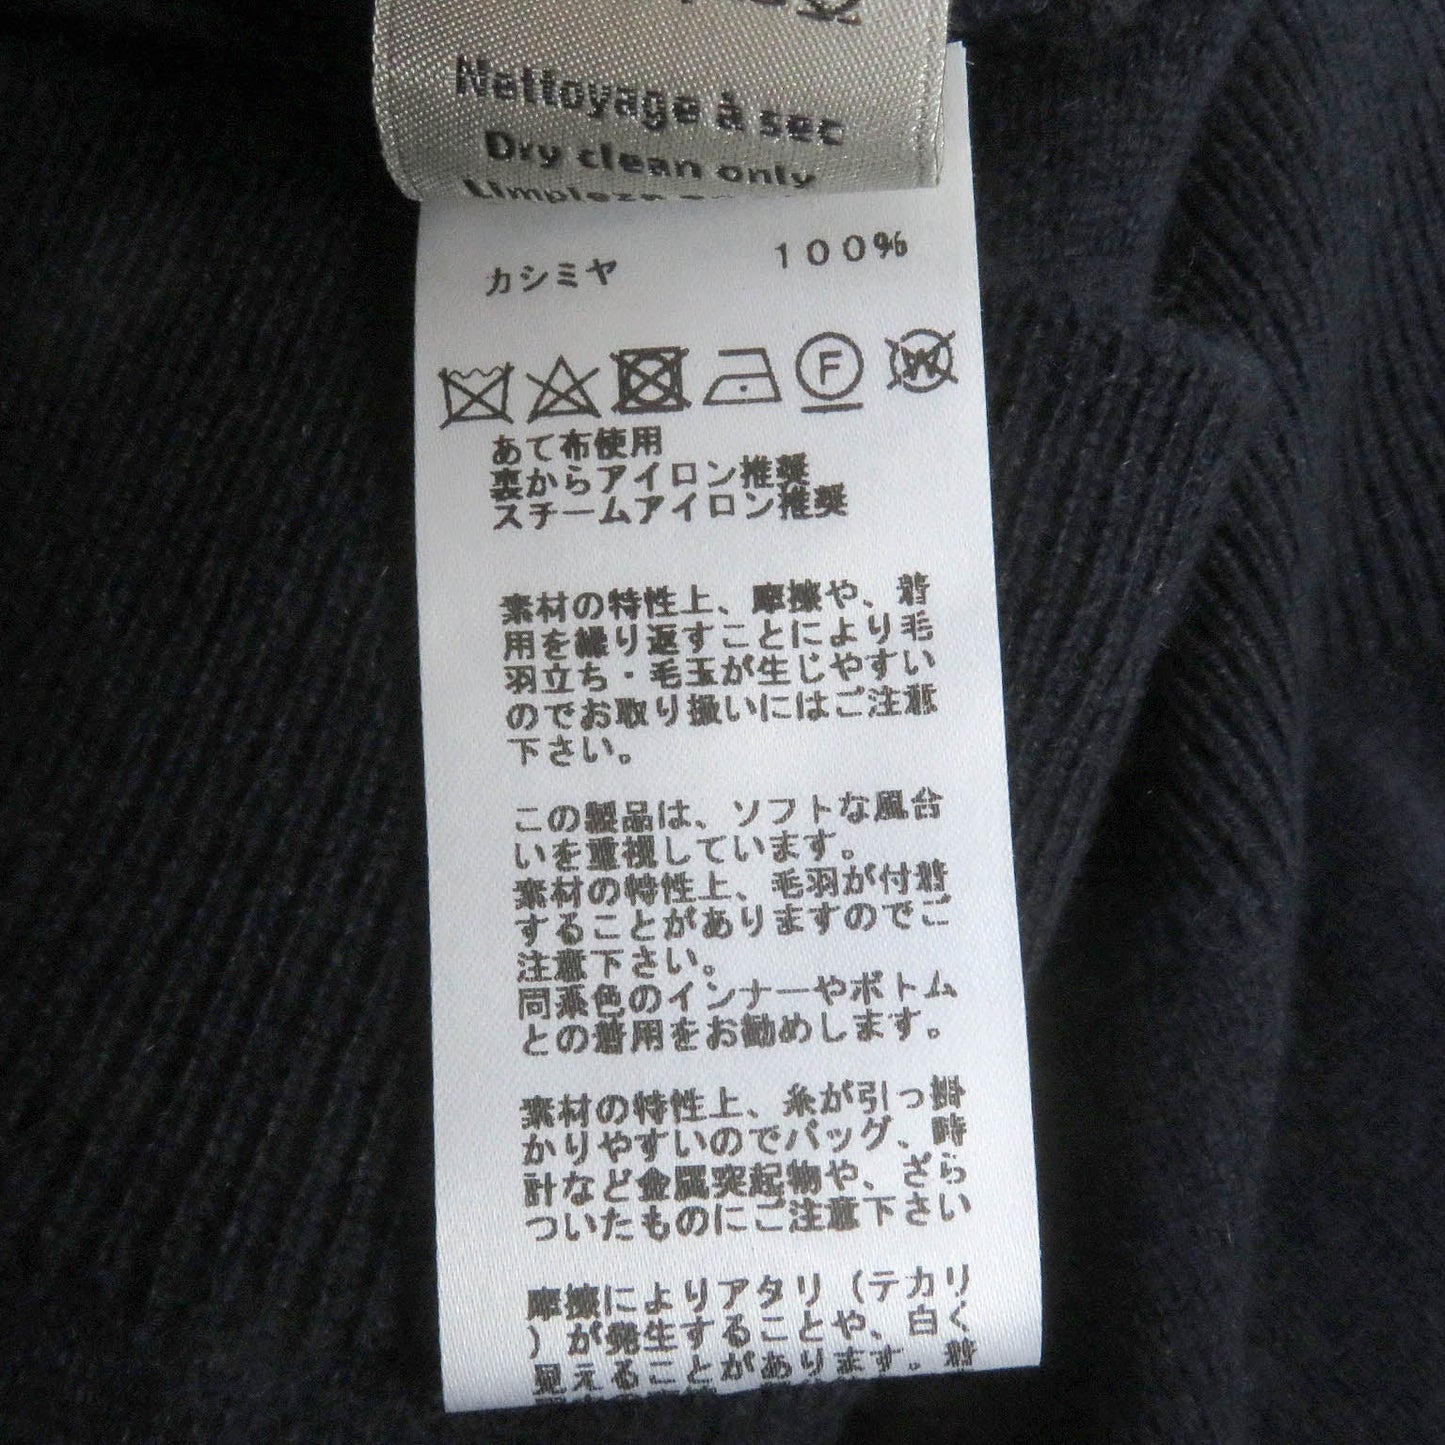 Nettoyage à sec
Dry clean only
Limpieza
カシミヤ 100%
F W
あて布使用
裏からアイロン推奨
スチームアイロン推奨
素材の特性上、摩擦や、着
用を繰り返すことにより毛
羽立ち・毛玉が生じやすい
のでお取り扱いにはご注意
下さい。
この製品は、ソフトな風合
いを重視しています。
素材の特性上、毛羽が付着
することがありますのでご
注意下さい。
同系色のインナーやボトム
との着用をお勧めします。
素材の特性上、糸が引っ掛
かりやすいのでバッグ、時
計など金属突起物や、ざら
ついたものにご注意下さい
摩擦によりアタリ（テカリ
）が発生することや、白く
見えることがあります。着